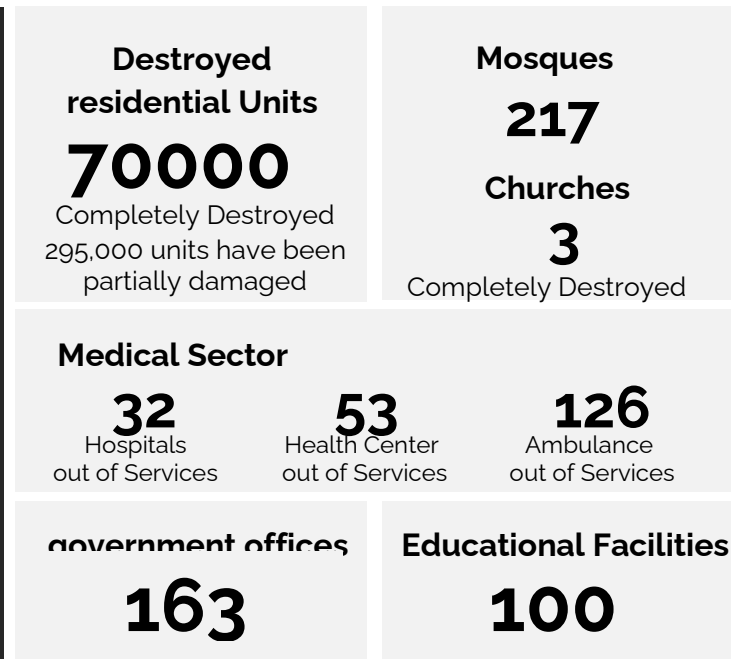 Destroyed
residential Units
70000
Completely Destroyed
295,000 units have been
partially damaged
Mosques
217
Churches
3
Completely Destroyed
Medical Sector
32
Hospitals
out of Services
53
Health Center
out of Services
126
Ambulance
out of Services
government offices
163
Educational Facilities
100